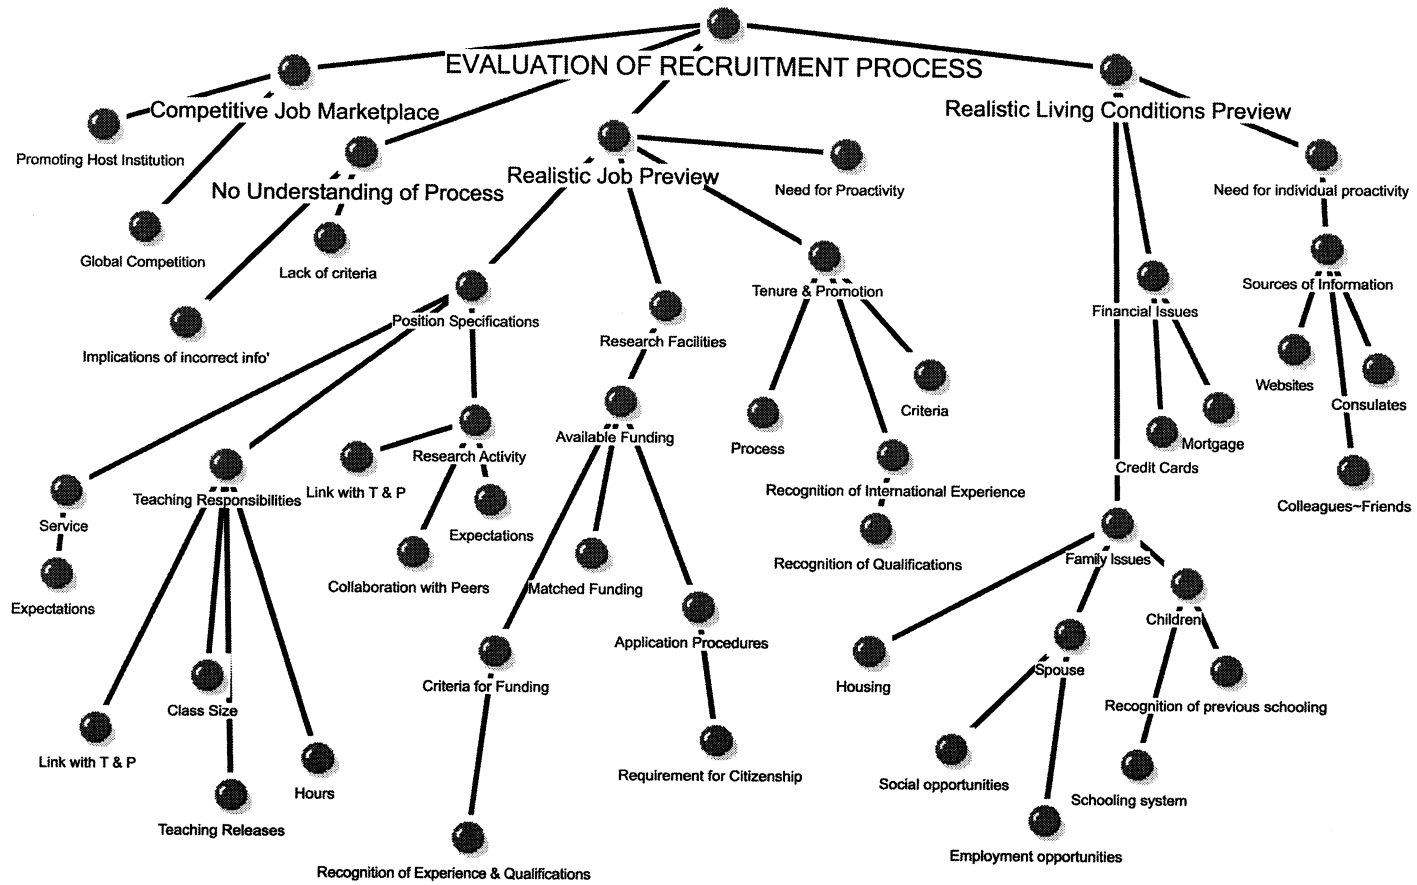 EVALUATION OF RECRUITMENT PROCESS
Competitive Job Marketplace
Realistic Living Conditions Preview
Promoting Host Institution
No Understanding of Process
Realistic Job Preview
Need for Proactivity
Need for individual proactivity
Global Competition
Lack of criteria
Tenure & Promotion
Sources of Information
Position Specifications
Financial Issues
Research Facilities
Implications of incorrect info'
Websites
Consulates
Criteria
Available Funding
Process
Mortgage
Research Activity
Credit Cards
Link with T & P
Recognition of International Experience
Teaching Responsibilities
Colleagues~Friends
Service
Expectations
Family Issues
Recognition of Qualifications
Collaboration with Peers
Matched Funding
Expectations
Children
Application Procedures
Spouse
Criteria for Funding
Housing
Recognition of previous schooling
Class Size
Link with T & P
Requirement for Citizenship
Social opportunities
Hours
Schooling system
Teaching Releases
Employment opportunities
Recognition of Experience & Qualifications